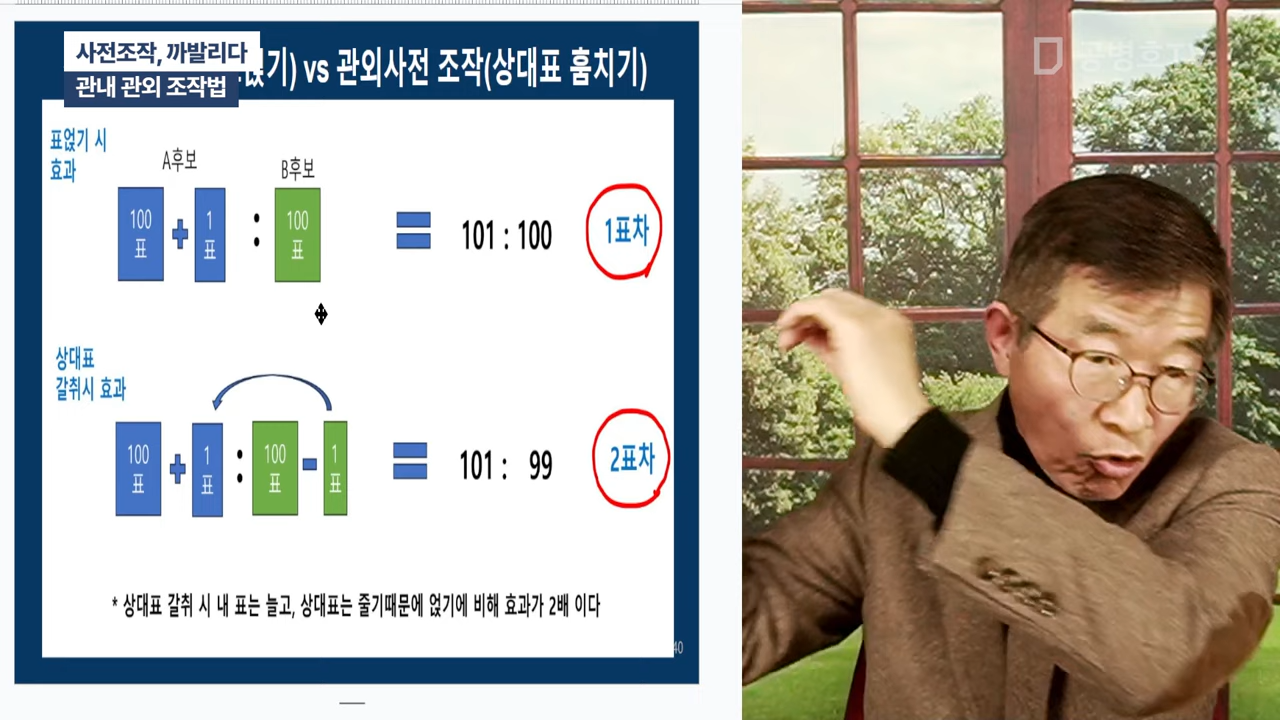 사전조작, 까발리다
관내 관외 조작법
vs 관외사전 조작(상대표 훔치기)
공병호
표얹기 시
효과
A후보
B후보
100
표
1
표
:
100
표
101 : 100
1표차
상대표
갈취시 효과
100
표
1
표
:
100
표
1
표
101 : 99
2표차
* 상대표 갈취 시 내 표는 늘고, 상대표는 줄기때문에 얹기에 비해 효과가 2배 이다
40